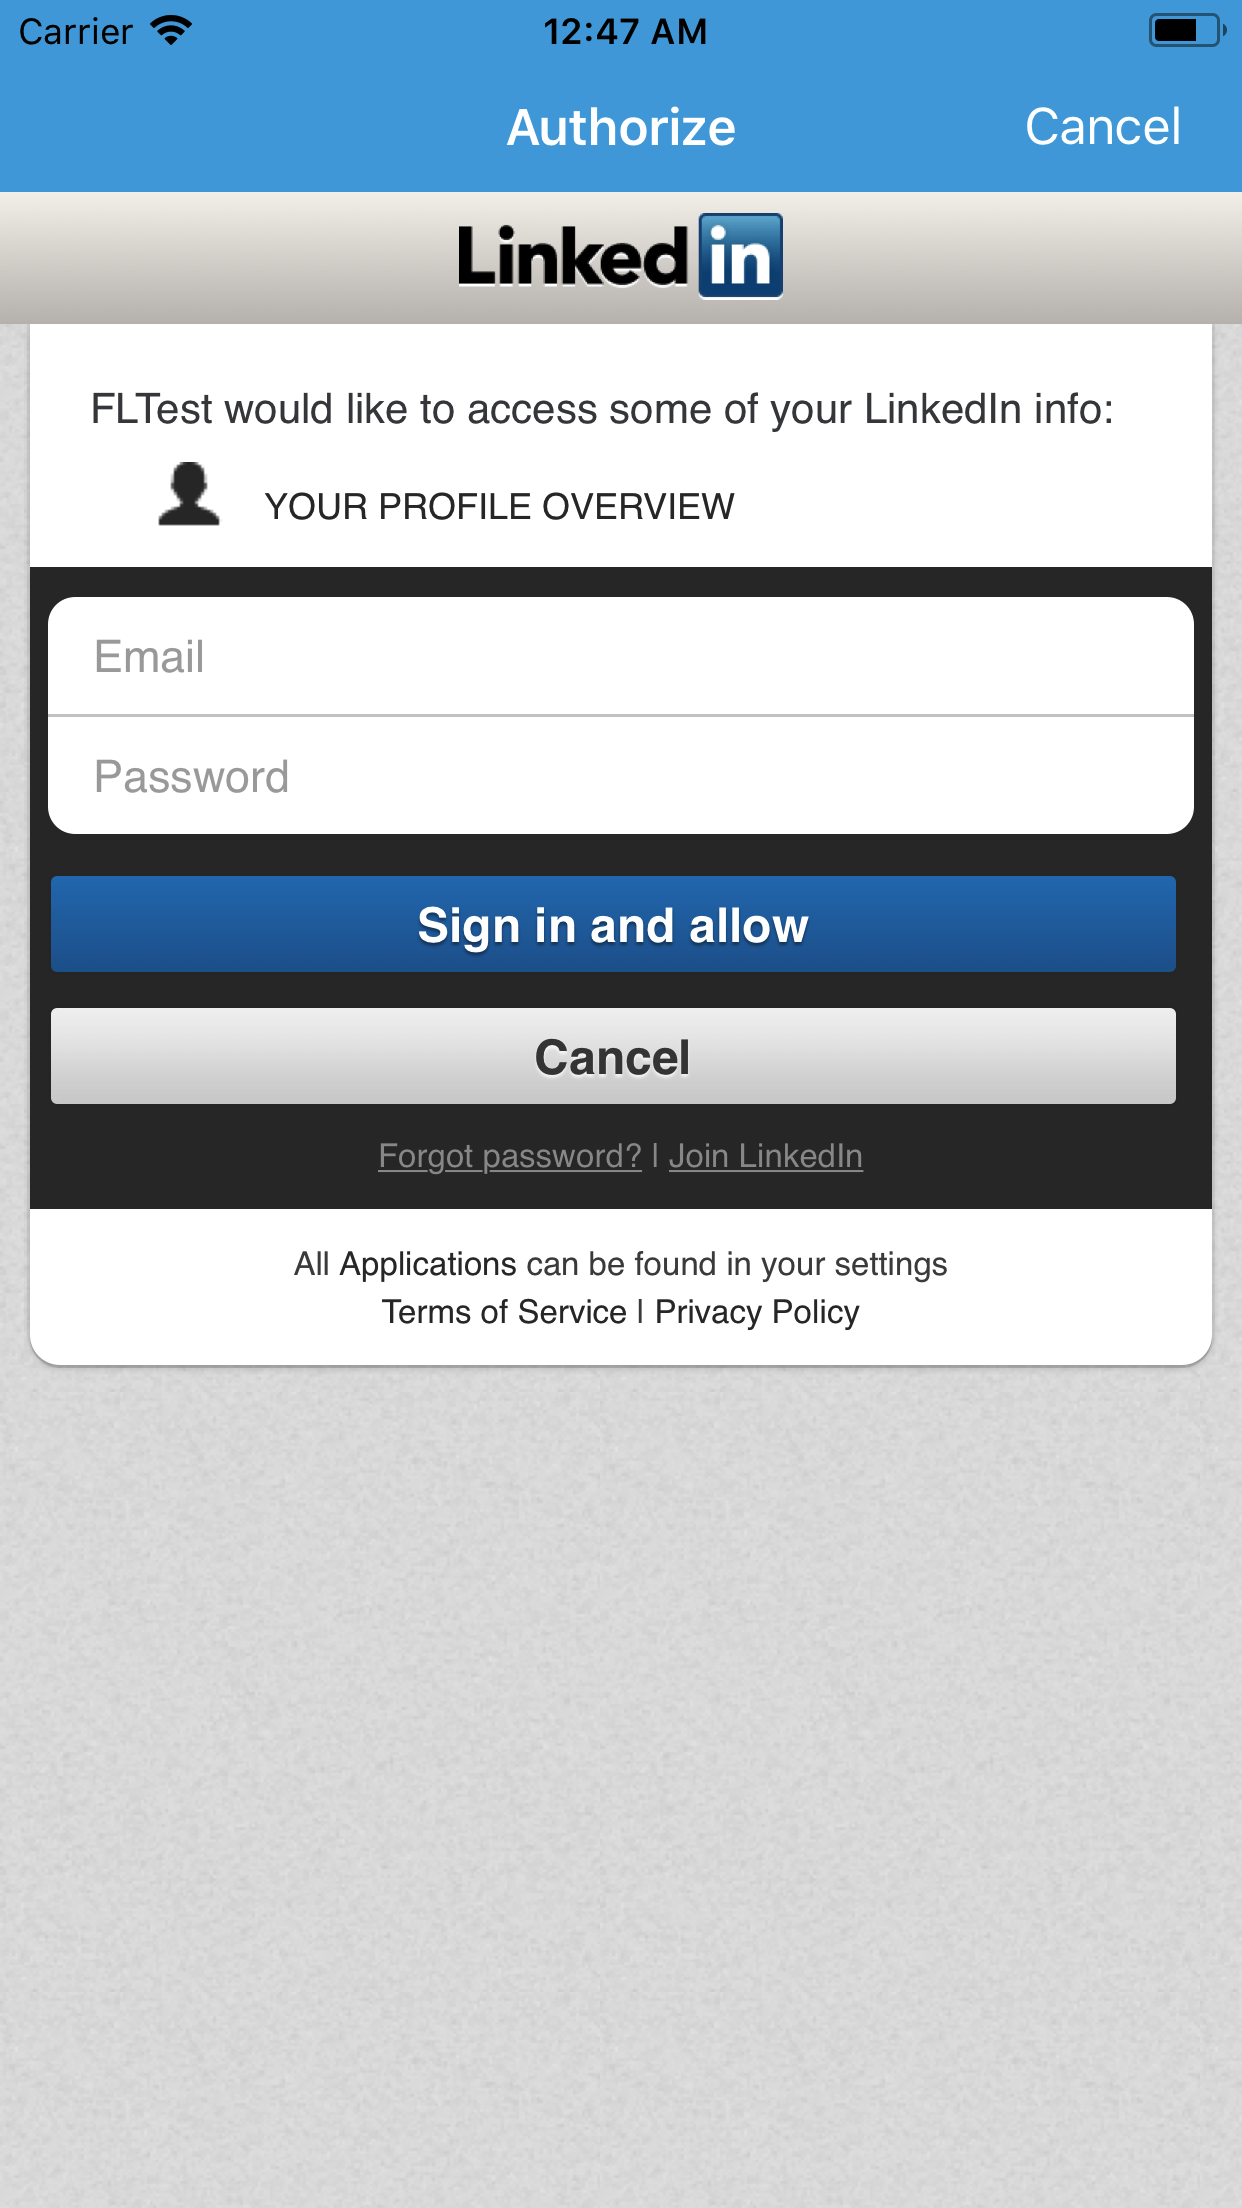 Carrier 12:47 AM
Authorize Cancel
Linked in
FLTest would like to access some of your LinkedIn info:
YOUR PROFILE OVERVIEW
Email
Password
Sign in and allow
Cancel
Forgot password? | Join LinkedIn
All Applications can be found in your settings
Terms of Service | Privacy Policy